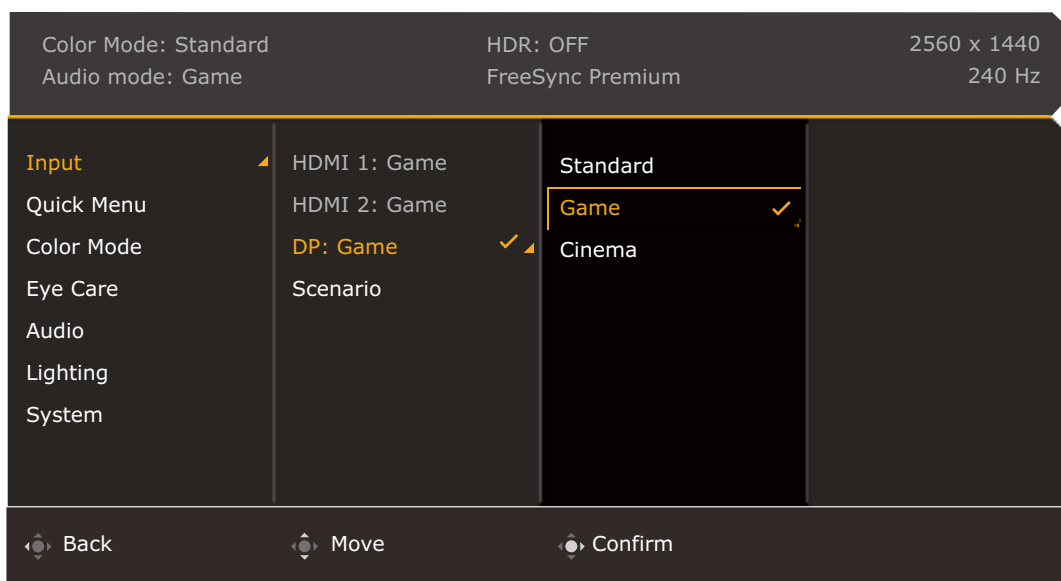 Color Mode: Standard
HDR: OFF
2560 x 1440
Audio mode: Game
FreeSync Premium
240 Hz
Input
Quick Menu
Color Mode
Eye Care
Audio
Lighting
System
HDMI 1: Game
HDMI 2: Game
DP: Game
Scenario
Standard
Game
Cinema
Back
Move
Confirm